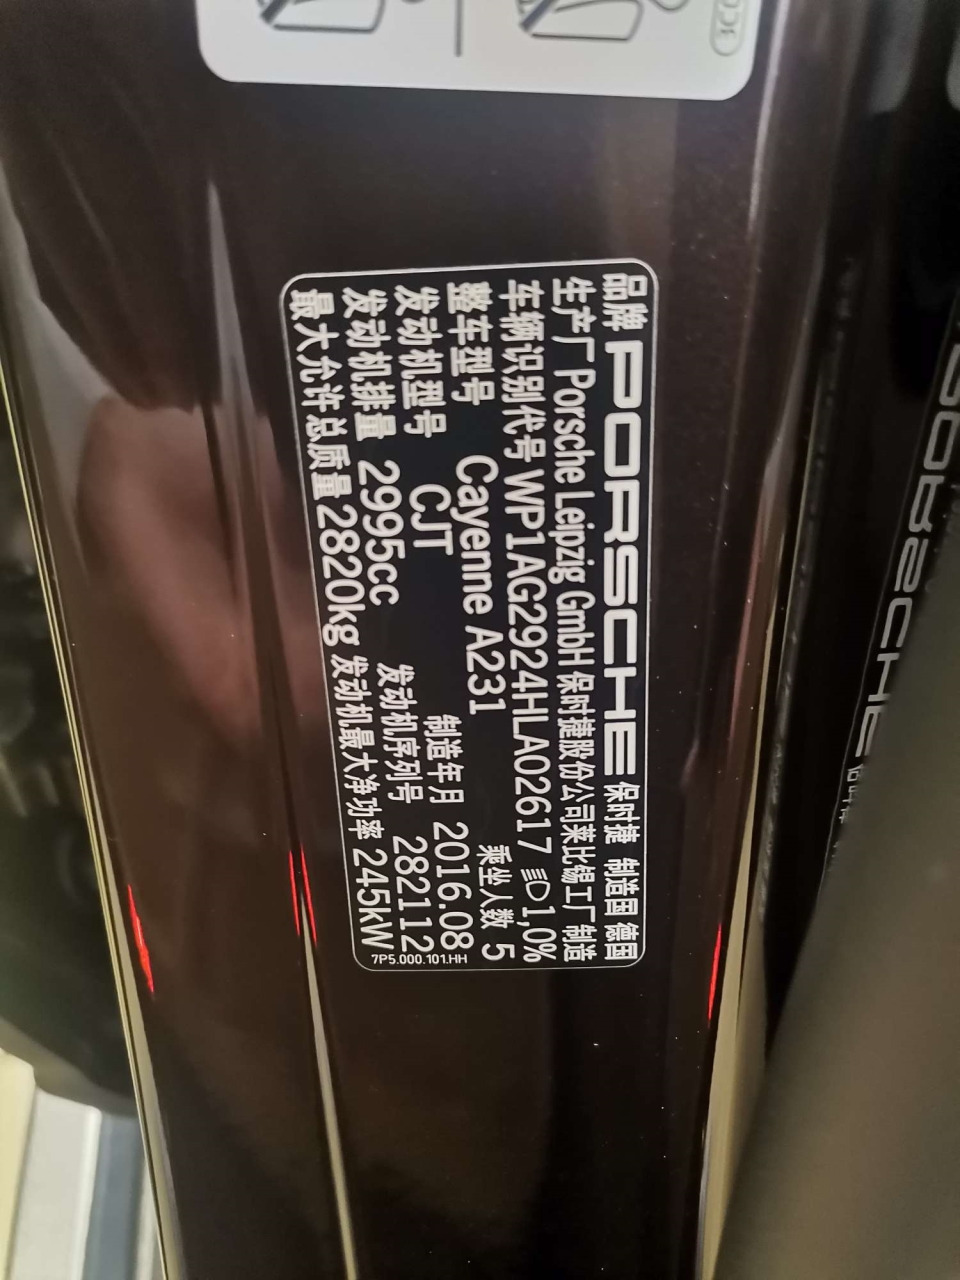 品牌 PORSCHE 保时捷 制造国 德国
生产厂 Porsche Leipzig GmbH 保时捷股份公司莱比锡工厂制造
车辆识别代号 WP1AG2924HLA02617 1,0%
整车型号 Cayenne A231 乘坐人数 5
发动机型号 CJT 制造年月 2016.08
发动机排量 2995cc 发动机序列号 282112
最大允许总质量 2820kg 发动机最大净功率 245kW
7P5.000.101.HH